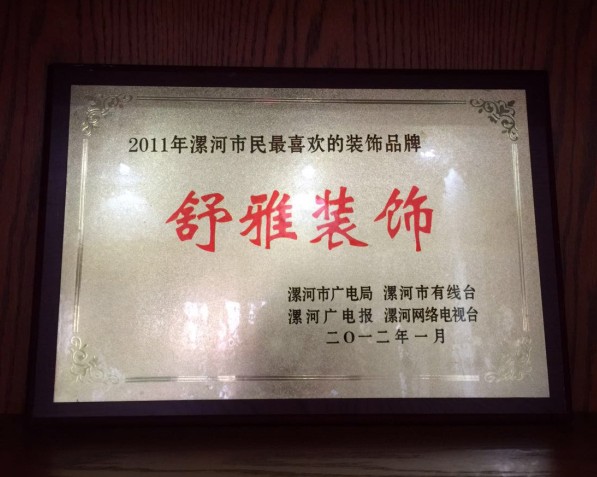 2011年漯河市民最喜欢的装饰品牌
舒雅装饰
漯河市广电局 漯河市有线台
漯河广电报 漯河网络电视台
二〇一二年一月